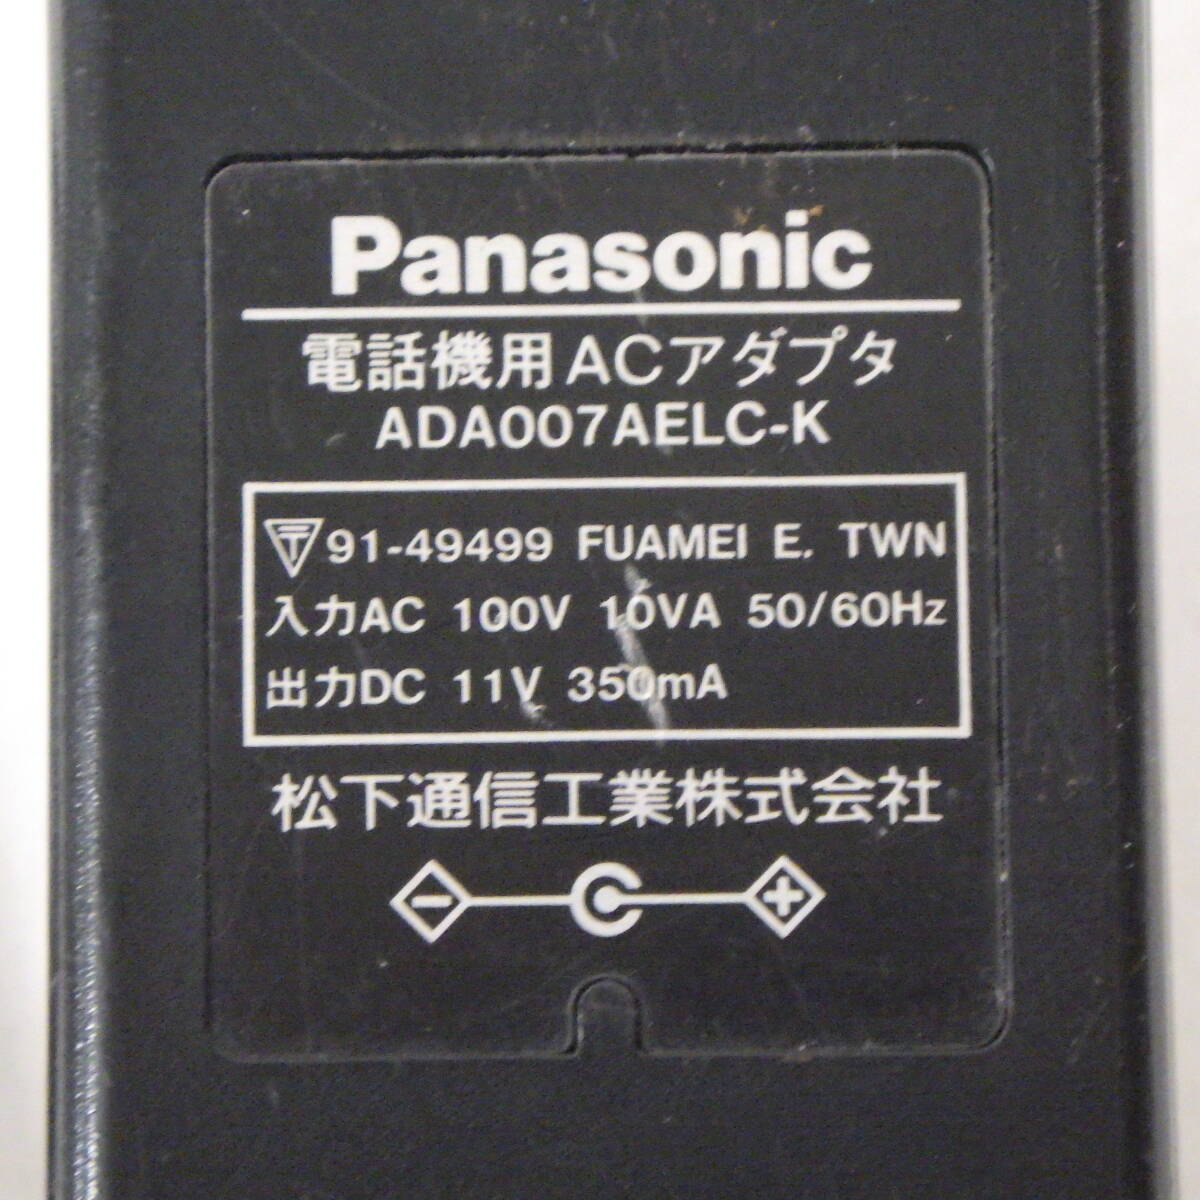 Panasonic
電話機用ACアダプタ
ADA007AELC-K
〒91-49499 FUAMEI E. TWN
入力AC 100V 10VA 50/60Hz
出力DC 11V 350mA
松下通信工業株式会社
- +